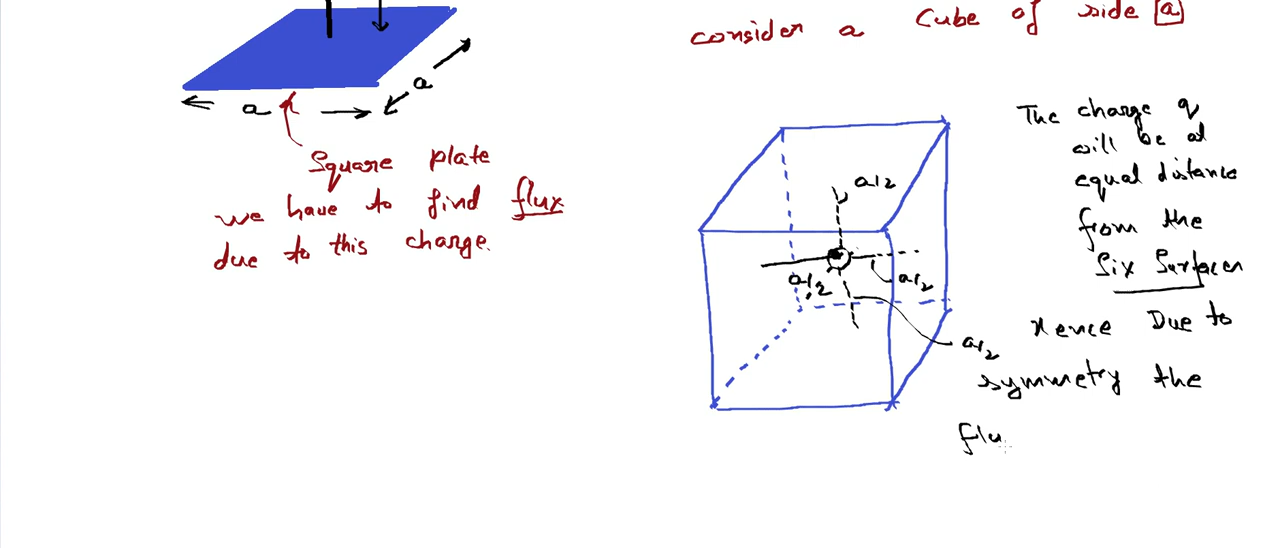 consider a Cube of side a
a
a
Square plate
we have to find flux
due to this charge.
a/2
a/2
a/2
a/2
The charge q
will be at
equal distance
from the
Six Surfaces
Hence Due to
symmetry the
flu